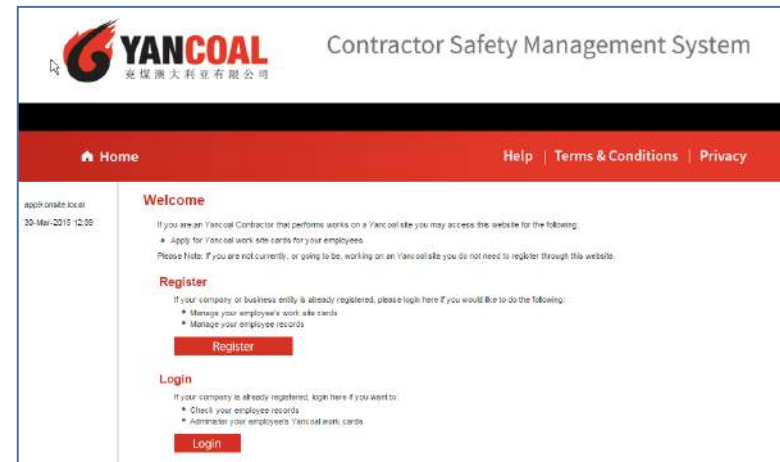 YANCOAL
兖煤澳大利亚有限公司
Contractor Safety Management System
Home
Help | Terms & Conditions | Privacy
app9.onsite.local
30-Mar-2015 12:39
Welcome
If you are an Yancoal Contractor that performs works on a Yancoal site you may access this website for the following:
Apply for Yancoal work site cards for your employees
Please Note: If you are not currently, or going to be, working on an Yancoal site you do not need to register through this website.
Register
If your company or business entity is already registered, please login here if you would like to do the following:
Manage your employee's work site cards
Manage your employee records
Register
Login
If your company is already registered, login here if you want to:
Check your employee records
Administer your employee's Yancoal work cards
Login